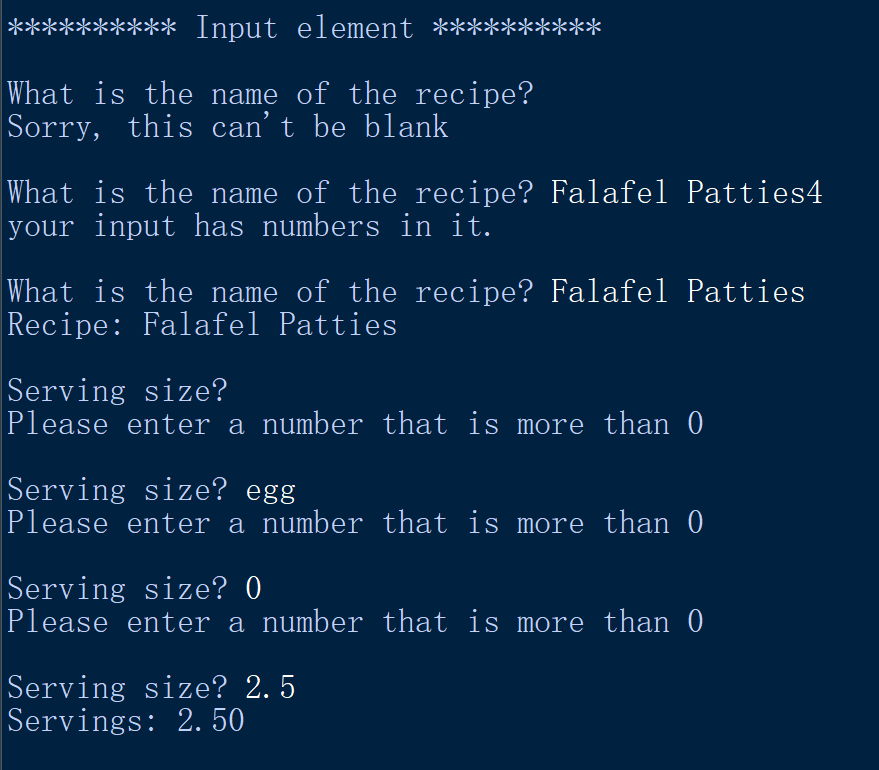 ********** Input element **********
What is the name of the recipe?
Sorry, this can't be blank
What is the name of the recipe? Falafel Patties4
your input has numbers in it.
What is the name of the recipe? Falafel Patties
Recipe: Falafel Patties
Serving size?
Please enter a number that is more than 0
Serving size? egg
Please enter a number that is more than 0
Serving size? 0
Please enter a number that is more than 0
Serving size? 2.5
Servings: 2.50